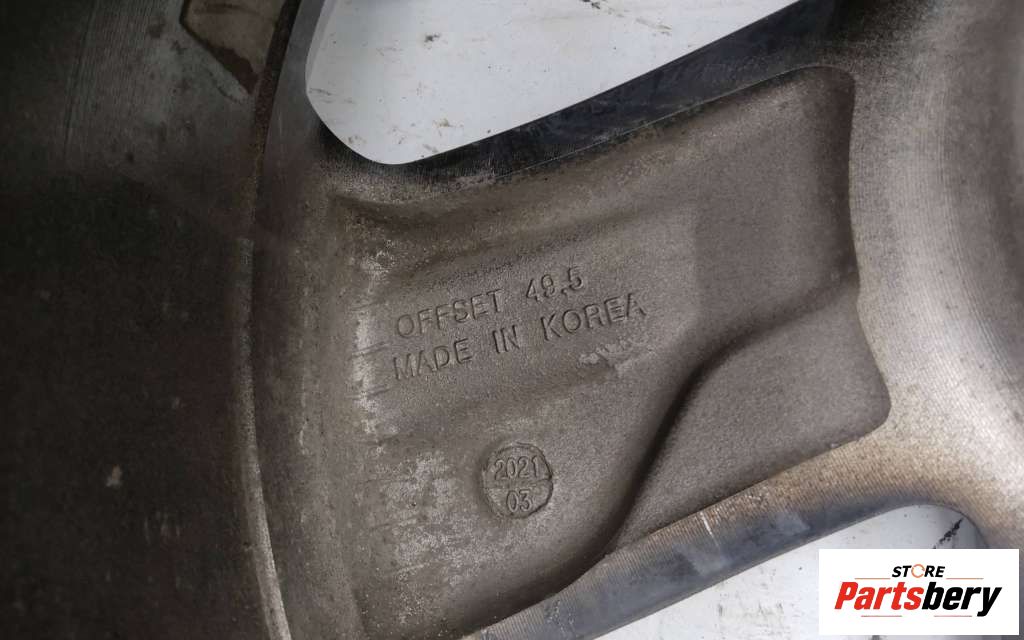 OFFSET 49.5
MADE IN KOREA
2021
03
STORE
Partsbery